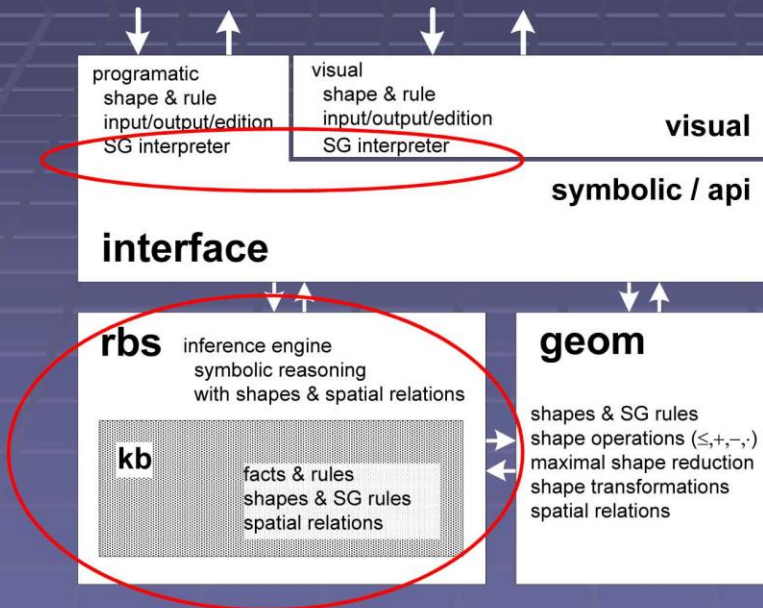 programatic
shape & rule
input/output/edition
SG interpreter
visual
shape & rule
input/output/edition
SG interpreter
visual
symbolic / api
interface
rbs
inference engine
symbolic reasoning
with shapes & spatial relations
kb
facts & rules
shapes & SG rules
spatial relations
geom
shapes & SG rules
shape operations (≤,+,−,·)
maximal shape reduction
shape transformations
spatial relations